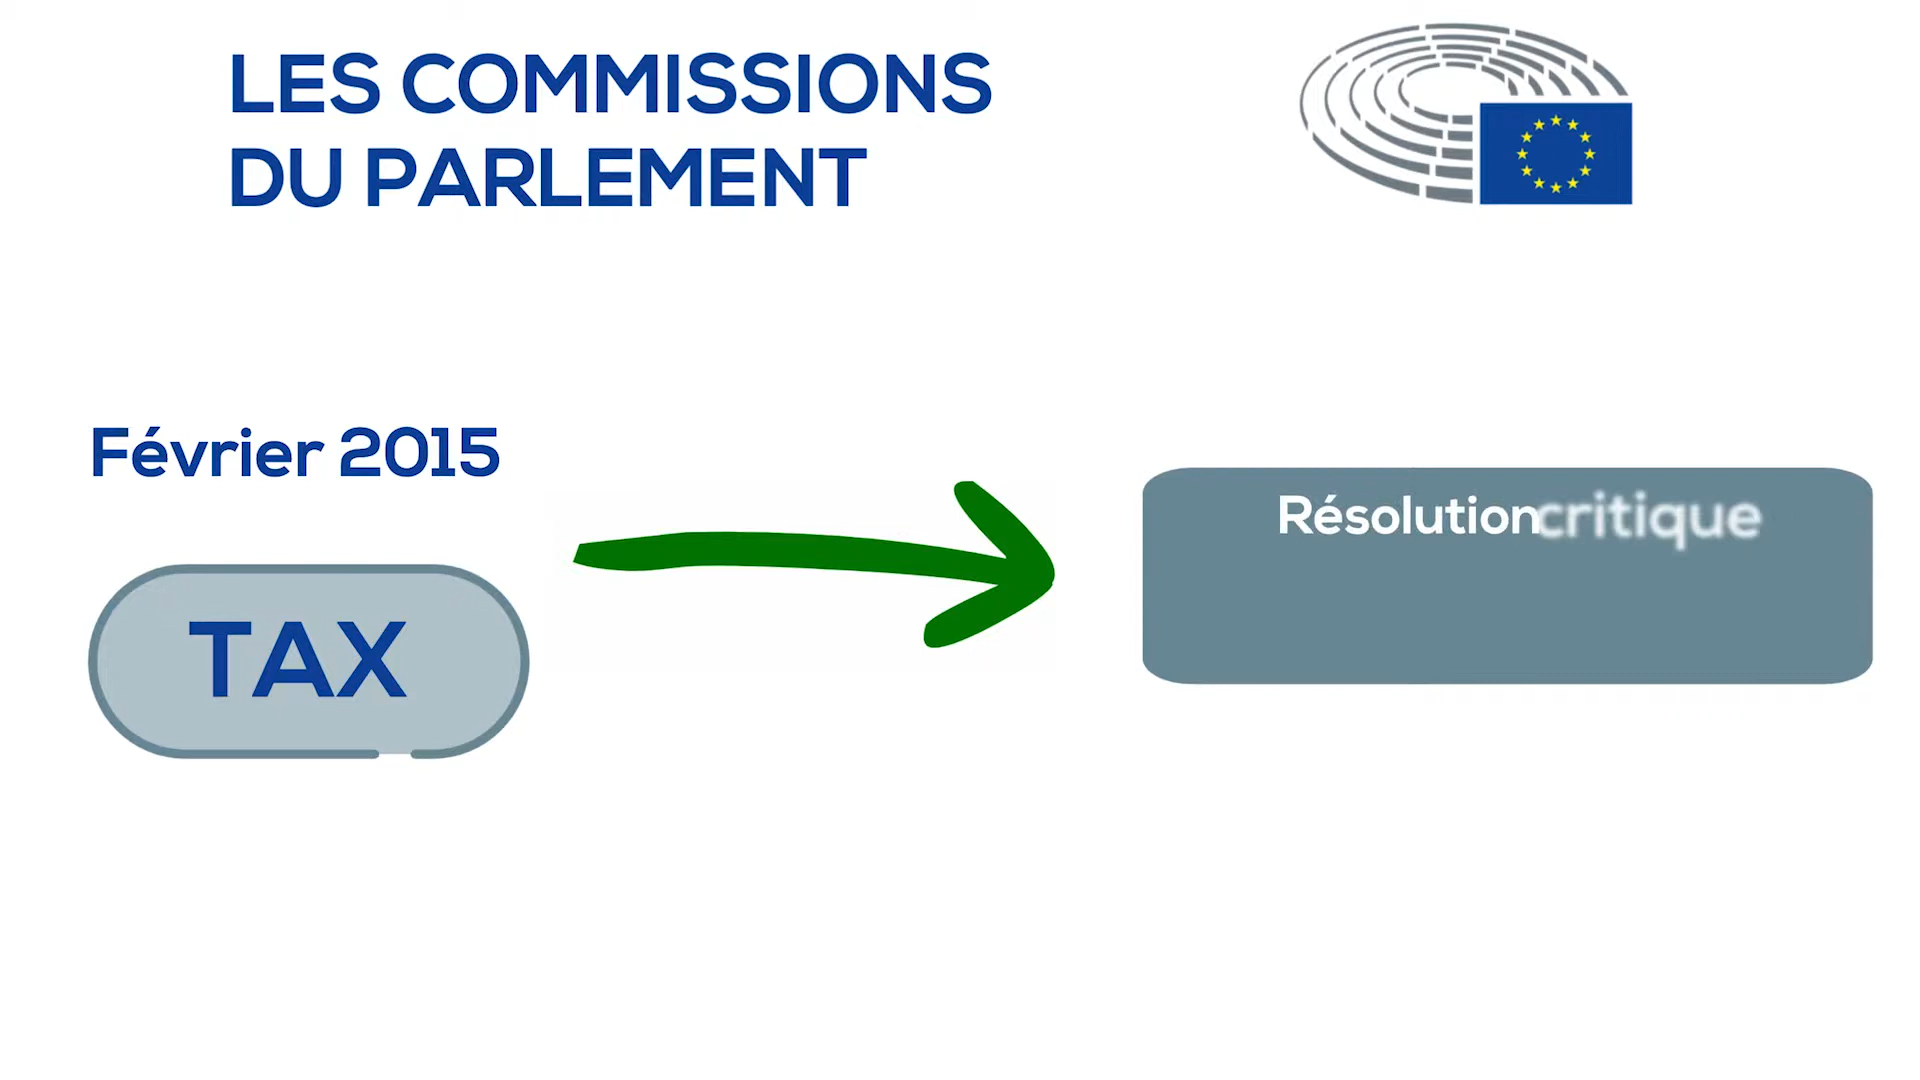 LES COMMISSIONS
DU PARLEMENT
Février 2015
TAX
Résolution critique